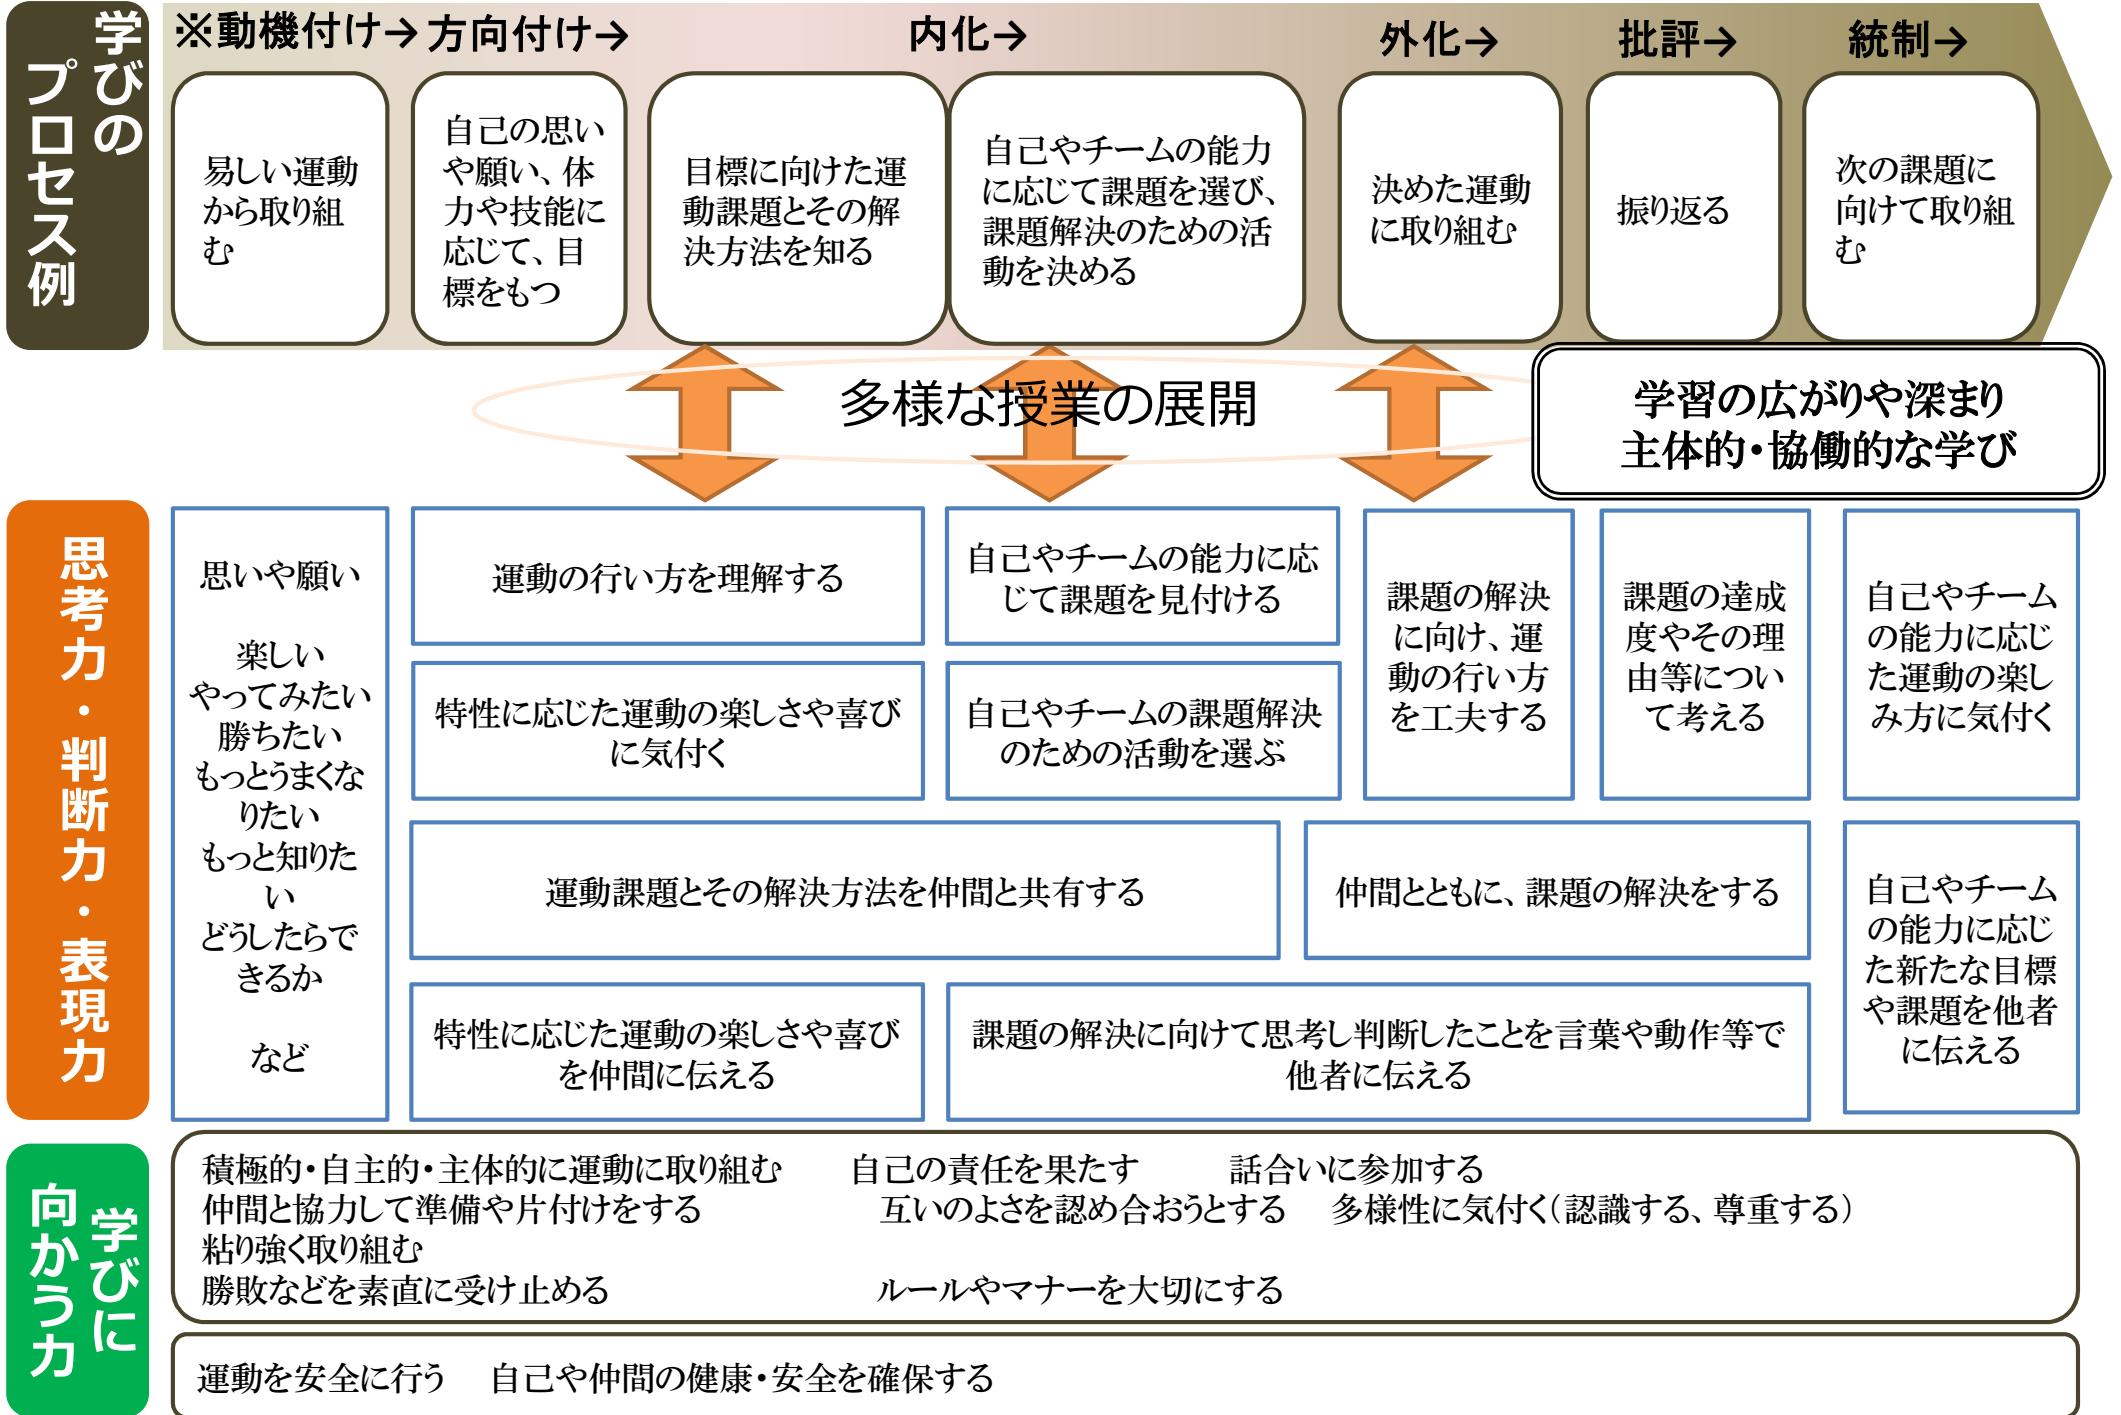 学びの
プロセス例
※動機付け→
方向付け→
内化→
外化→
批評→
統制→
易しい運動
から取り組
む
自己の思い
や願い、体
力や技能に
応じて、目
標をもつ
目標に向けた運
動課題とその解
決方法を知る
自己やチームの能力
に応じて課題を選び、
課題解決のための活
動を決める
決めた運動
に取り組む
振り返る
次の課題に
向けて取り組
む
多様な授業の展開
学習の広がりや深まり
主体的・協働的な学び
思考力・判断力・表現力
思いや願い
楽しい
やってみたい
勝ちたい
もっとうまくな
りたい
もっと知りた
い
どうしたらで
きるか
など
運動の行い方を理解する
自己やチームの能力に応
じて課題を見付ける
課題の解決
に向け、運
動の行い方
を工夫する
課題の達成
度やその理
由等につい
て考える
自己やチーム
の能力に応じ
た運動の楽し
み方に気付く
特性に応じた運動の楽しさや喜び
に気付く
自己やチームの課題解決
のための活動を選ぶ
運動課題とその解決方法を仲間と共有する
仲間とともに、課題の解決をする
自己やチーム
の能力に応じ
た新たな目標
や課題を他者
に伝える
特性に応じた運動の楽しさや喜び
を仲間に伝える
課題の解決に向けて思考し判断したことを言葉や動作等で
他者に伝える
学びに
向かう力
積極的・自主的・主体的に運動に取り組む 自己の責任を果たす 話合いに参加する
仲間と協力して準備や片付けをする 互いのよさを認め合おうとする 多様性に気付く（認識する、尊重する）
粘り強く取り組む
勝敗などを素直に受け止める ルールやマナーを大切にする
運動を安全に行う 自己や仲間の健康・安全を確保する